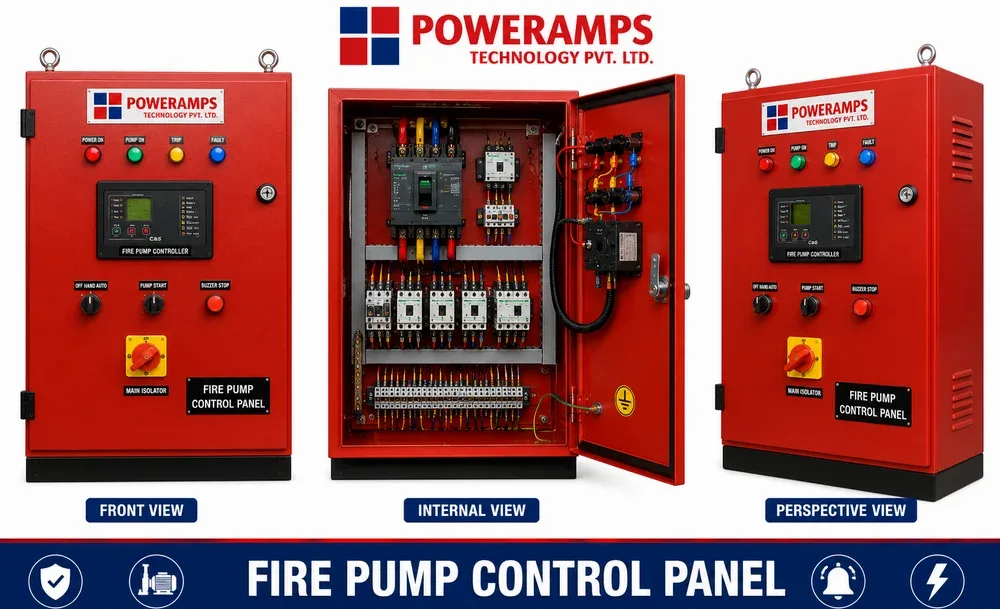 POWERAMPS
TECHNOLOGY PVT. LTD.
POWERAMPS
TECHNOLOGY PVT. LTD.
POWER ON
PUMP ON
TRIP
FAULT
C&S
FIRE PUMP CONTROLLER
OFF HAND AUTO
PUMP START
BUZZER STOP
MAIN ISOLATOR
FIRE PUMP
CONTROL PANEL
POWERAMPS
TECHNOLOGY PVT. LTD.
POWER ON
PUMP ON
TRIP
FAULT
C&S
FIRE PUMP CONTROLLER
OFF HAND AUTO
PUMP START
BUZZER STOP
MAIN ISOLATOR
FIRE PUMP
CONTROL PANEL
FRONT VIEW
INTERNAL VIEW
PERSPECTIVE VIEW
FIRE PUMP CONTROL PANEL